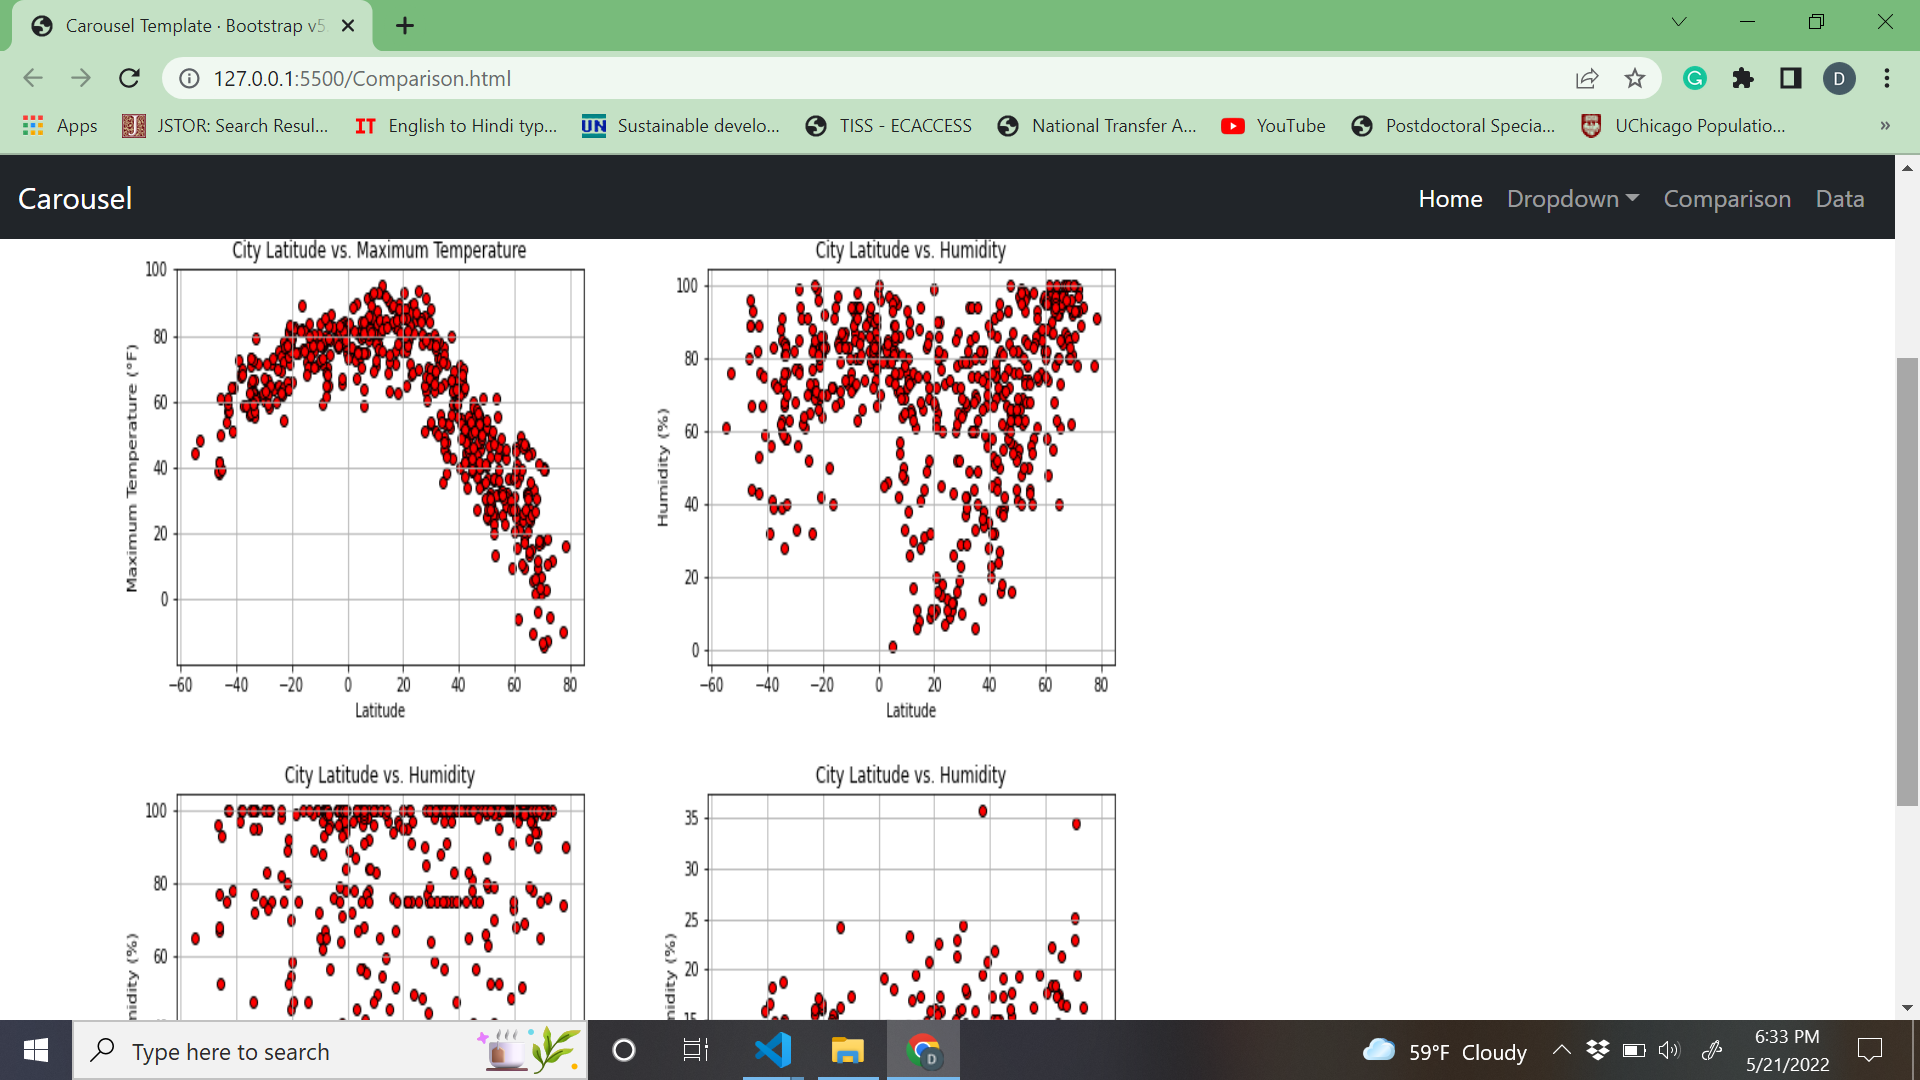 Carousel Template · Bootstrap v5
127.0.0.1:5500/Comparison.html
D
Apps
JSTOR: Search Resul...
IT English to Hindi typ...
UN Sustainable develo...
TISS - ECACCESS
National Transfer A...
YouTube
Postdoctoral Specia...
UChicago Populatio...
»
Carousel
Home Dropdown Comparison Data
City Latitude vs. Maximum Temperature
100
80
60
40
20
0
Maximum Temperature (°F)
−60 −40 −20 0 20 40 60 80
Latitude
City Latitude vs. Humidity
100
80
60
40
20
0
Humidity (%)
−60 −40 −20 0 20 40 60 80
Latitude
City Latitude vs. Humidity
100
80
60
nidity (%)
City Latitude vs. Humidity
35
30
25
20
15
nidity (%)
Type here to search
D
59°F Cloudy
6:33 PM
5/21/2022